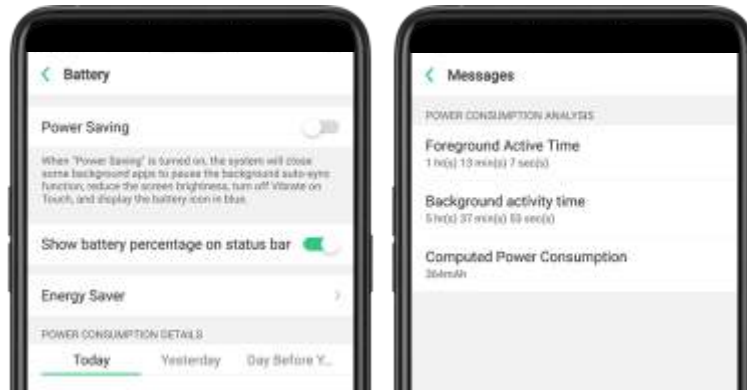 Battery
Power Saving
When "Power Saving" is turned on, the system will close
some background apps to pause the background auto-sync
function, reduce the screen brightness, turn off Vibrate on
Touch, and display the battery icon in blue.
Show battery percentage on status bar
Energy Saver
POWER CONSUMPTION DETAILS
Today Yesterday Day Before Y...
Messages
POWER CONSUMPTION ANALYSIS
Foreground Active Time
1 hr(s) 13 min(s) 7 sec(s)
Background activity time
5 hr(s) 37 min(s) 53 sec(s)
Computed Power Consumption
364mAh